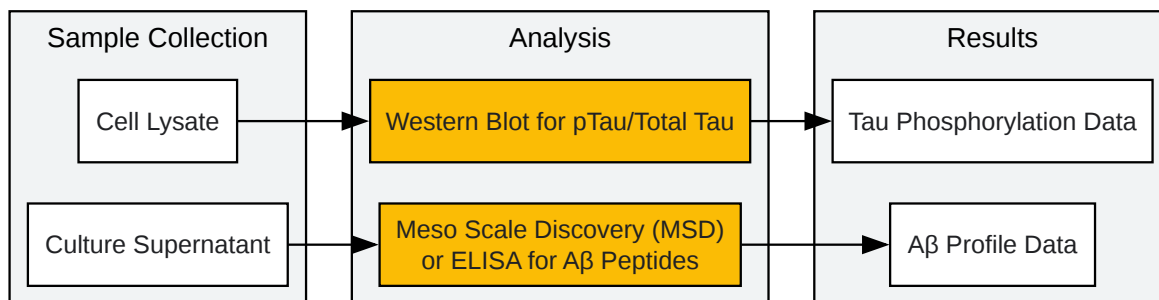 Sample Collection
Analysis
Results
Cell Lysate
Western Blot for pTau/Total Tau
Tau Phosphorylation Data
Culture Supernatant
Meso Scale Discovery (MSD)
or ELISA for Aβ Peptides
Aβ Profile Data